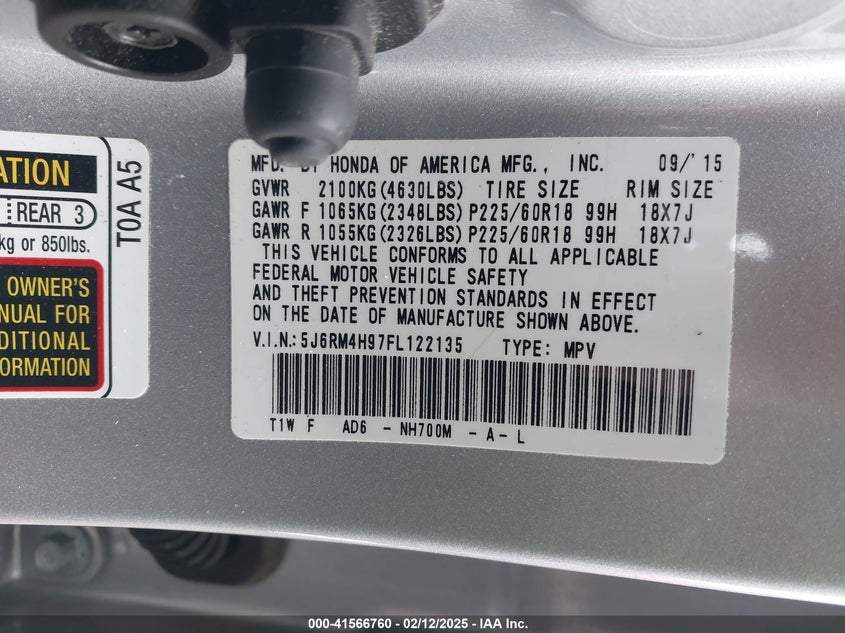 ATION
REAR 3
kg or 850lbs.
OWNER'S
NUAL FOR
DITIONAL
FORMATION
T0A A5
MFD. BY HONDA OF AMERICA MFG., INC. 09/'15
GVWR 2100KG(4630LBS) TIRE SIZE RIM SIZE
GAWR F 1065KG(2348LBS) P225/60R18 99H 18X7J
GAWR R 1055KG(2326LBS) P225/60R18 99H 18X7J
THIS VEHICLE CONFORMS TO ALL APPLICABLE
FEDERAL MOTOR VEHICLE SAFETY
AND THEFT PREVENTION STANDARDS IN EFFECT
ON THE DATE OF MANUFACTURE SHOWN ABOVE.
V.I.N.: 5J6RM4H97FL122135 TYPE: MPV
T1W F AD6 - NH700M - A - L
000-41566760 - 02/12/2025 - IAA Inc.